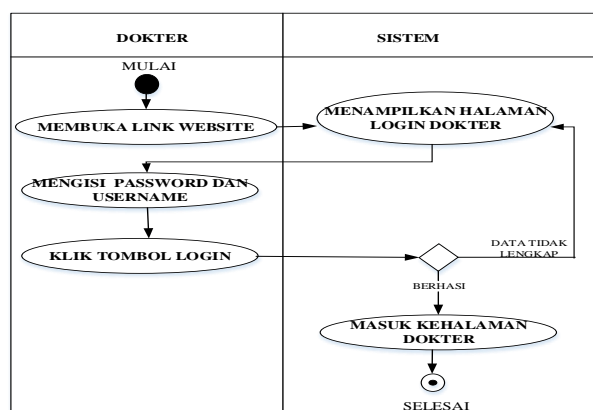 DOKTER
SISTEM
MULAI
MEMBUKA LINK WEBSITE
MENAMPILKAN HALAMAN
LOGIN DOKTER
MENGISI PASSWORD DAN
USERNAME
KLIK TOMBOL LOGIN
DATA TIDAK
LENGKAP
BERHASI
MASUK KEHALAMAN
DOKTER
SELESAI